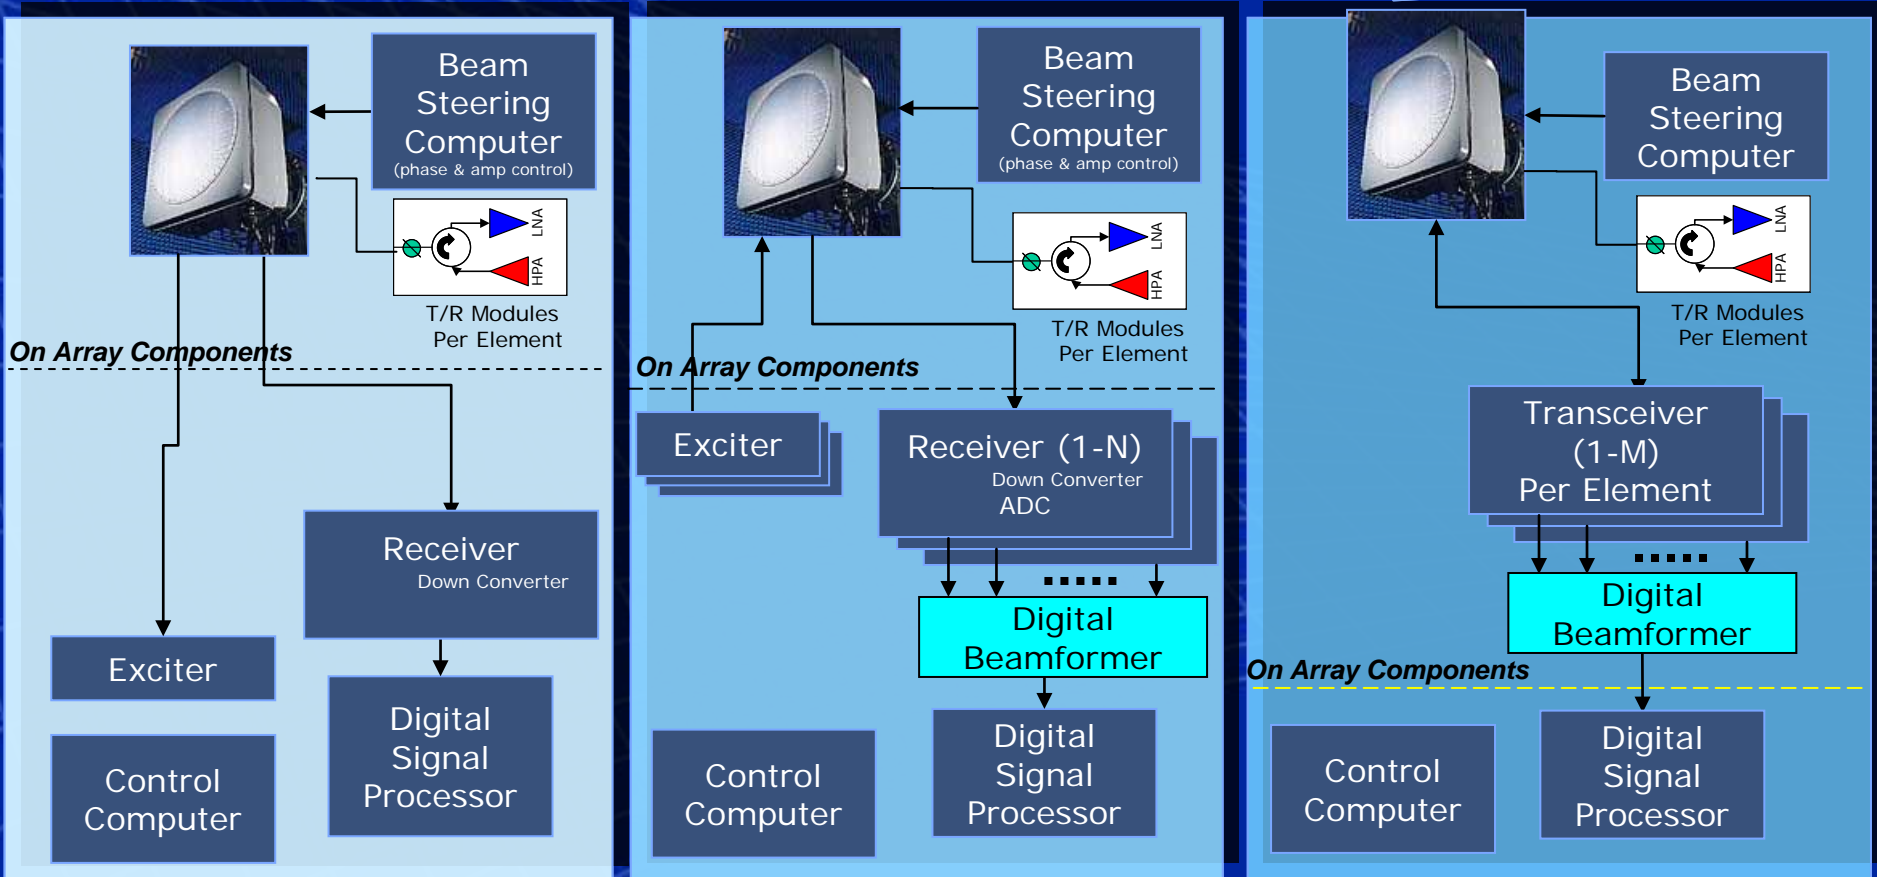 Beam
Steering
Computer
(phase & amp control)
LNA
HPA
T/R Modules
Per Element
On Array Components
Receiver
Down Converter
Exciter
Digital
Signal
Processor
Control
Computer
Beam
Steering
Computer
(phase & amp control)
LNA
HPA
T/R Modules
Per Element
On Array Components
Exciter
Receiver (1-N)
Down Converter
ADC
Digital
Beamformer
Digital
Signal
Processor
Control
Computer
Beam
Steering
Computer
LNA
HPA
T/R Modules
Per Element
Transceiver
(1-M)
Per Element
Digital
Beamformer
On Array Components
Digital
Signal
Processor
Control
Computer